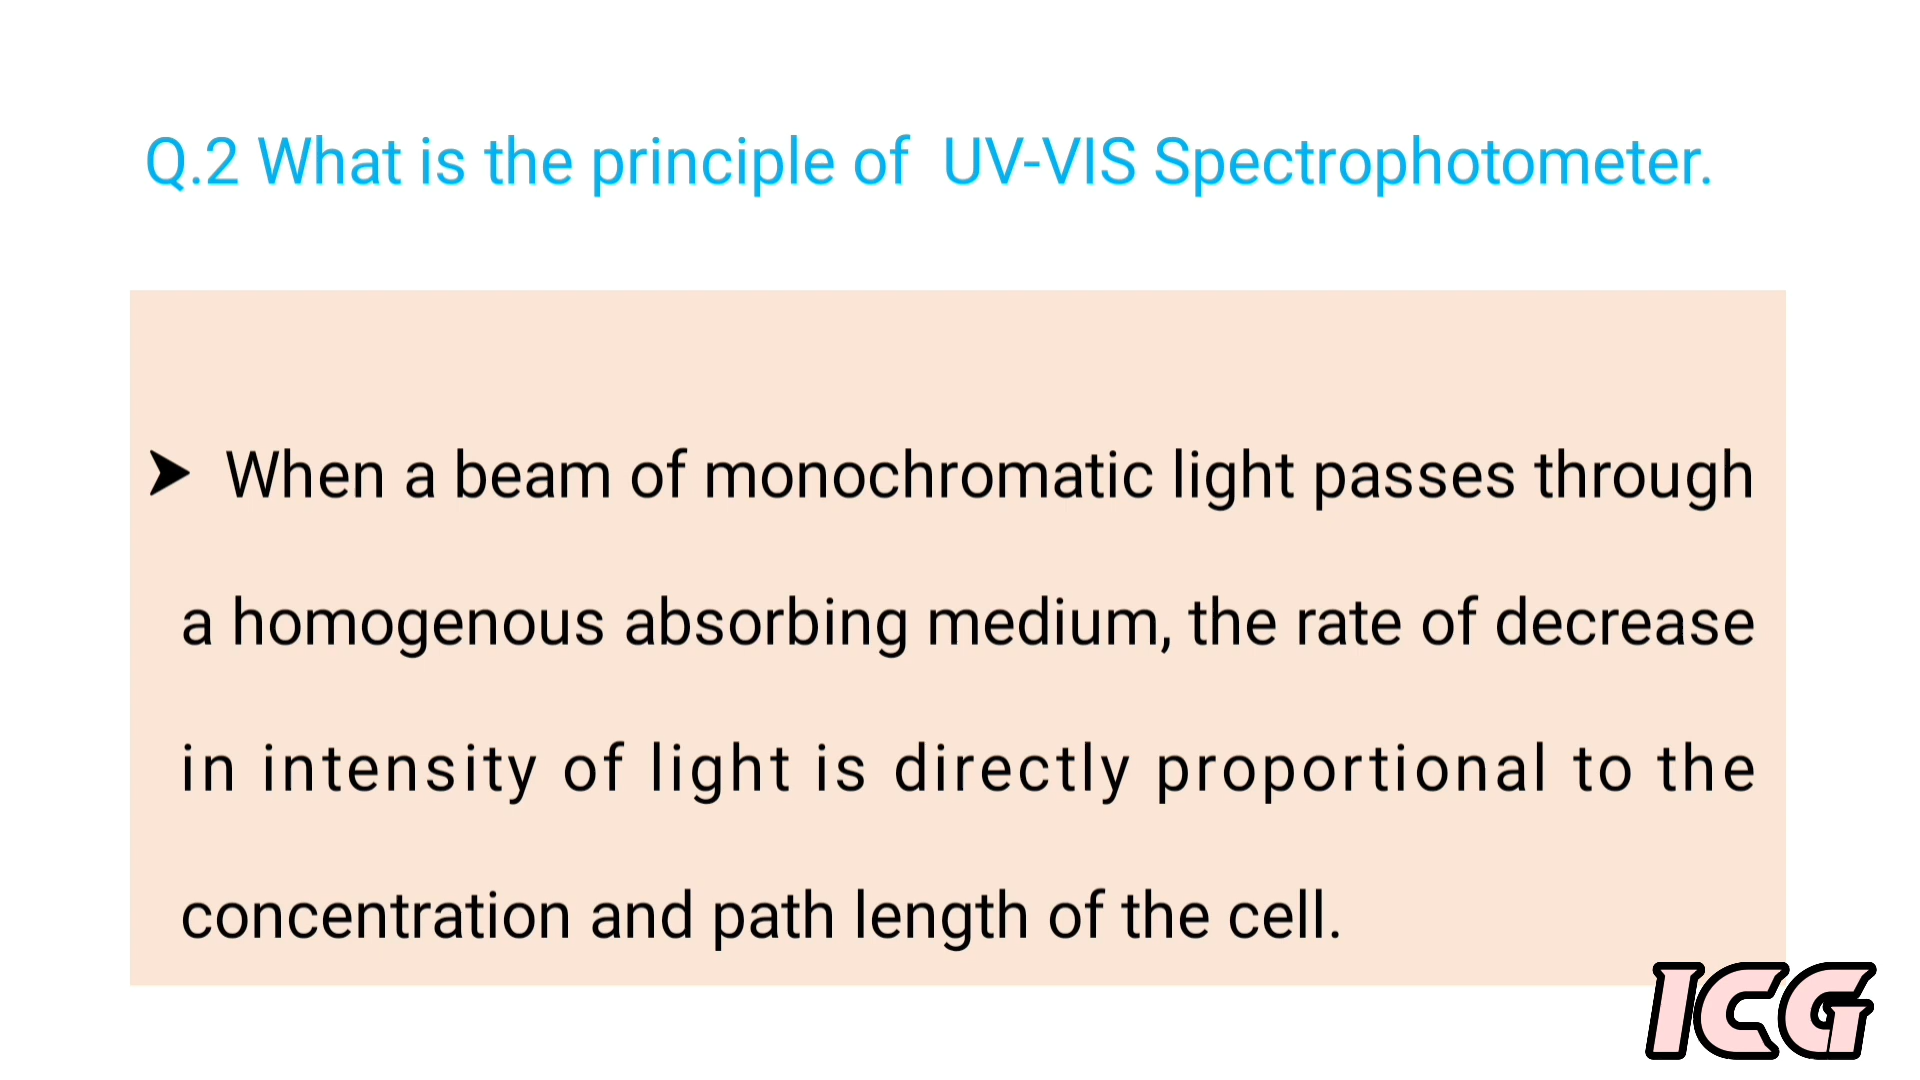 Q.2 What is the principle of UV-VIS Spectrophotometer.
➤ When a beam of monochromatic light passes through
a homogenous absorbing medium, the rate of decrease
in intensity of light is directly proportional to the
concentration and path length of the cell.
ICG